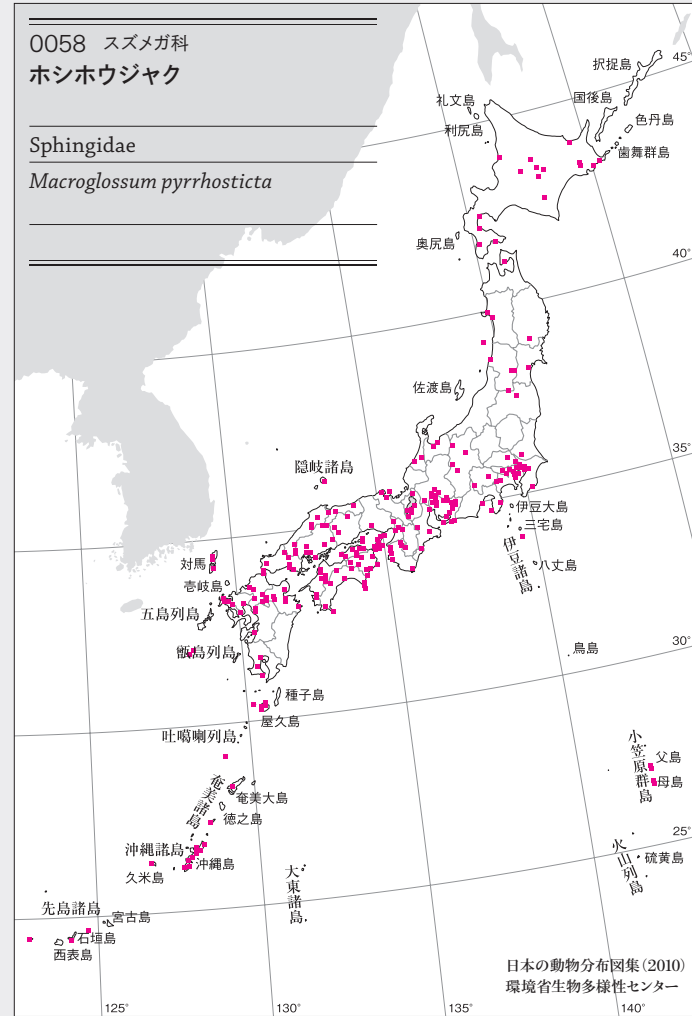 0058 スズメガ科
ホシホウジャク
Sphingidae
Macroglossum pyrrhosticta
45°
択捉島
国後島
礼文島
色丹島
利尻島
歯舞群島
奥尻島
40°
佐渡島
35°
隠岐諸島
伊豆大島
三宅島
伊豆諸島
八丈島
対馬
壱岐島
五島列島
甑島列島
鳥島
30°
種子島
屋久島
吐噶喇列島
小笠原群島
父島
母島
奄美諸島
奄美大島
徳之島
25°
火山列島
硫黄島
沖縄諸島
沖縄島
久米島
大東諸島
先島諸島
宮古島
石垣島
西表島
日本の動物分布図集(2010)
環境省生物多様性センター
125°
130°
135°
140°